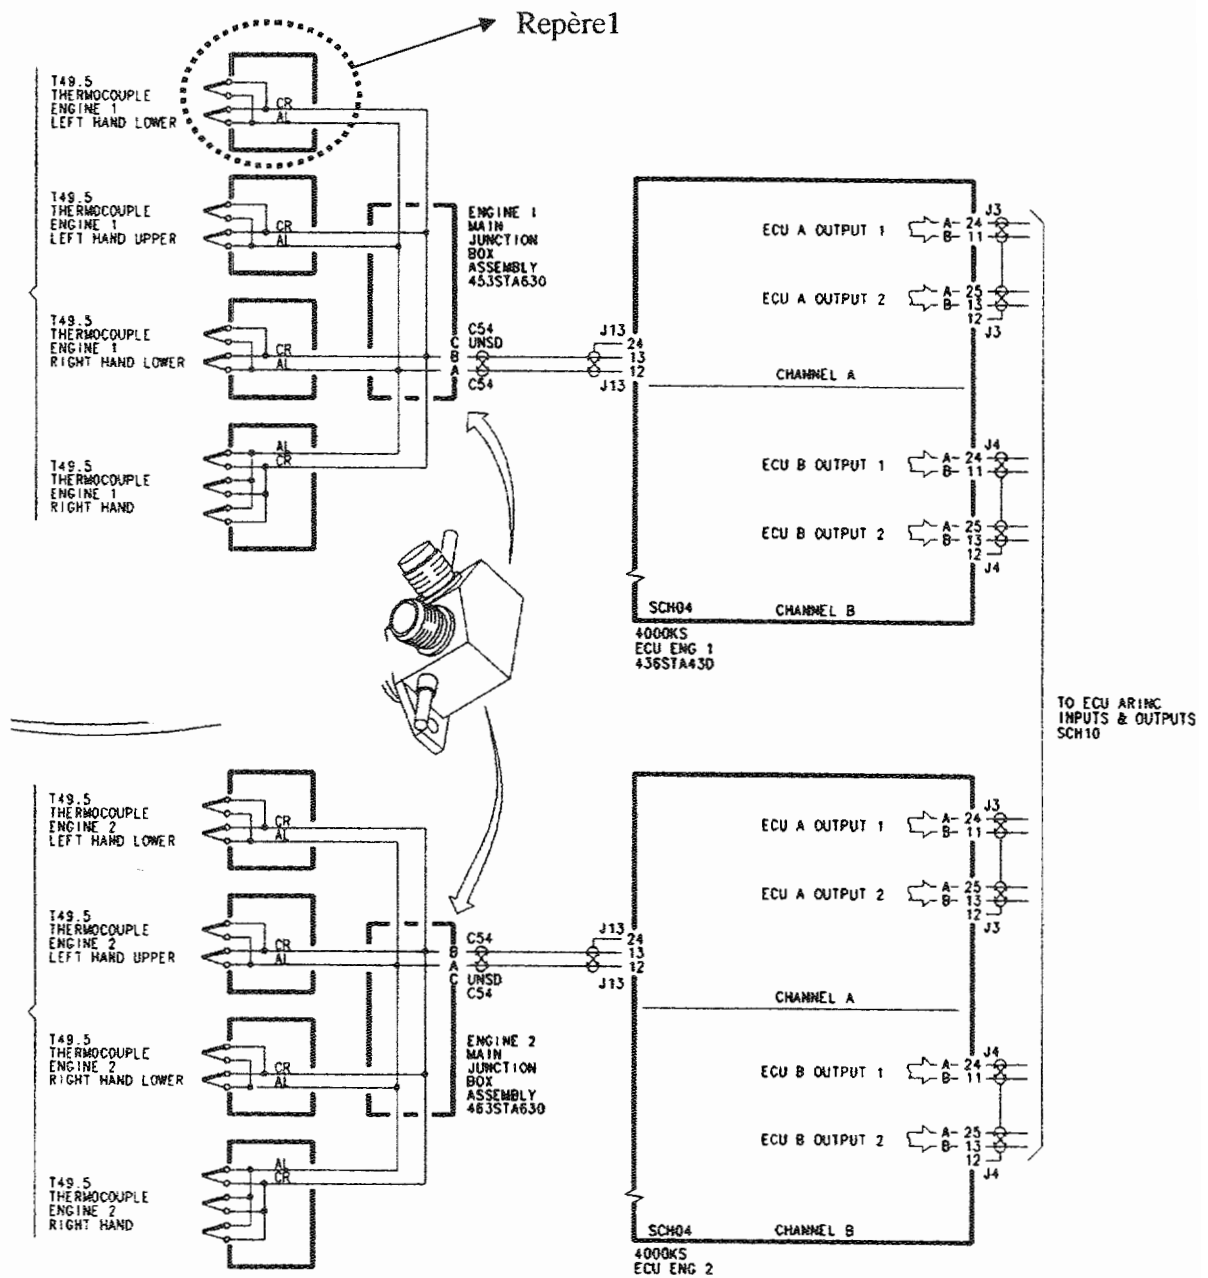 Repère1
T49.5
THERMOCOUPLE
ENGINE 1
LEFT HAND LOWER
CR
AL
T49.5
THERMOCOUPLE
ENGINE 1
LEFT HAND UPPER
CR
AL
T49.5
THERMOCOUPLE
ENGINE 1
RIGHT HAND LOWER
CR
AL
T49.5
THERMOCOUPLE
ENGINE 1
RIGHT HAND
AL
CR
ENGINE 1
MAIN
JUNCTION
BOX
ASSEMBLY
453STA630
C54
C UNSD
B
A
C54
J13
24
13
12
J13
ECU A OUTPUT 1
A- 24
B- 11
J3
ECU A OUTPUT 2
A- 25
B- 13
12
J3
CHANNEL A
ECU B OUTPUT 1
A- 24
B- 11
J4
ECU B OUTPUT 2
A- 25
B- 13
12
J4
SCH04 CHANNEL B
4000KS
ECU ENG 1
436STA430
TO ECU ARINC
INPUTS & OUTPUTS
SCH10
T49.5
THERMOCOUPLE
ENGINE 2
LEFT HAND LOWER
CR
AL
T49.5
THERMOCOUPLE
ENGINE 2
LEFT HAND UPPER
CR
AL
T49.5
THERMOCOUPLE
ENGINE 2
RIGHT HAND LOWER
CR
AL
T49.5
THERMOCOUPLE
ENGINE 2
RIGHT HAND
AL
CR
C54
B
A
C UNSD
C54
ENGINE 2
MAIN
JUNCTION
BOX
ASSEMBLY
463STA630
J13
24
13
12
J13
ECU A OUTPUT 1
A- 24
B- 11
J3
ECU A OUTPUT 2
A- 25
B- 13
12
J3
CHANNEL A
ECU B OUTPUT 1
A- 24
B- 11
J4
ECU B OUTPUT 2
A- 25
B- 13
12
J4
SCH04 CHANNEL B
4000KS
ECU ENG 2